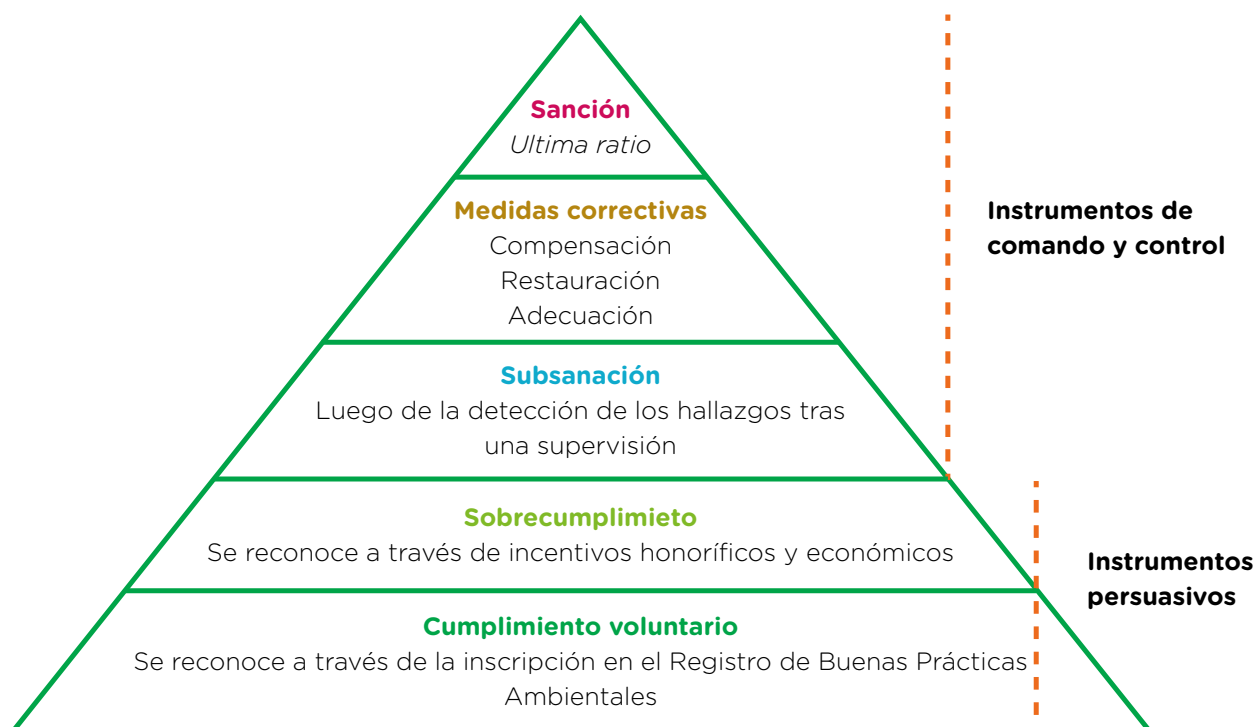 Sanción
Ultima ratio
Medidas correctivas
Compensación
Restauración
Adecuación
Instrumentos de
comando y control
Subsanación
Luego de la detección de los hallazgos tras
una supervisión
Sobrecumplimieto
Se reconoce a través de incentivos honoríficos y económicos
Instrumentos
persuasivos
Cumplimiento voluntario
Se reconoce a través de la inscripción en el Registro de Buenas Prácticas
Ambientales